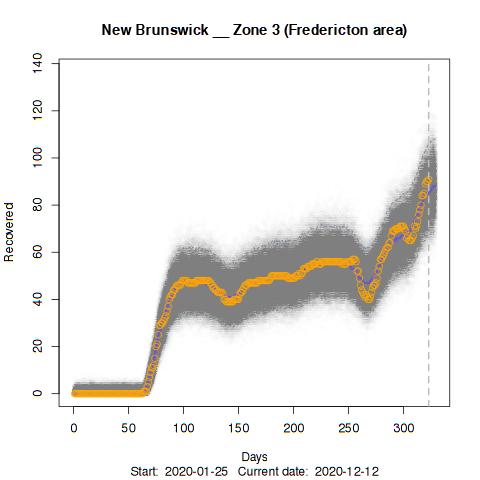 New Brunswick __ Zone 3 (Fredericton area)
140
120
100
80
60
40
20
0
Recovered
0 50 100 150 200 250 300
Days
Start: 2020-01-25 Current date: 2020-12-12